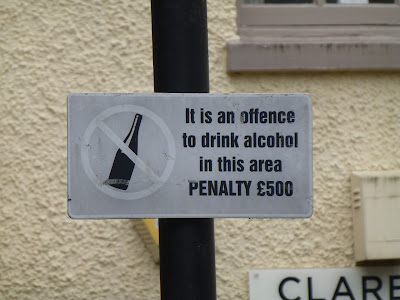 It is an offence
to drink alcohol
in this area
PENALTY £500
CLARE